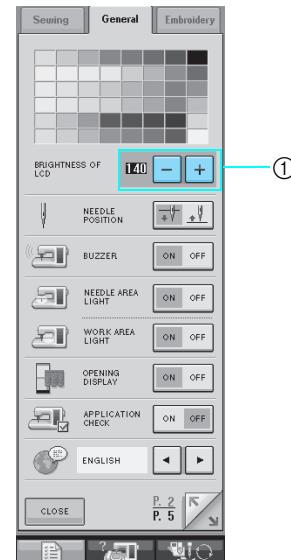 Sewing General Embroidery
BRIGHTNESS OF
LCD
140 − +
①
NEEDLE
POSITION
BUZZER
ON OFF
NEEDLE AREA
LIGHT
ON OFF
WORK AREA
LIGHT
ON OFF
OPENING
DISPLAY
ON OFF
APPLICATION
CHECK
ON OFF
ENGLISH
CLOSE
P. 2
P. 5